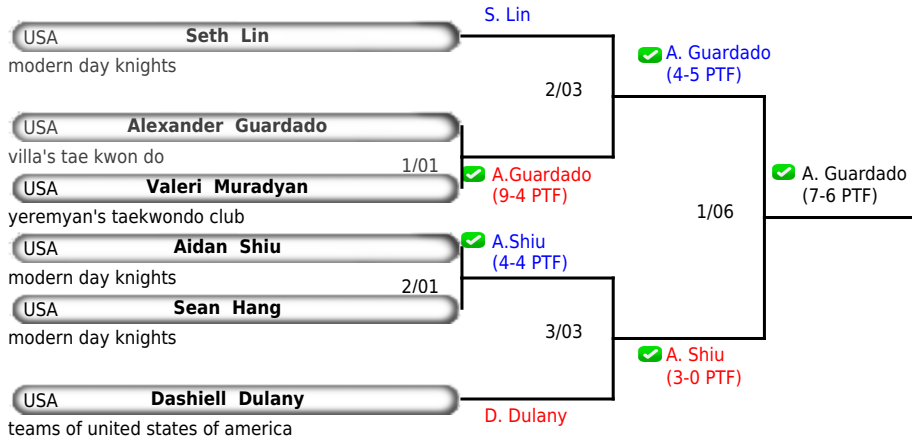 S. Lin
USA Seth Lin
modern day knights
A. Guardado
(4-5 PTF)
2/03
USA Alexander Guardado
villa's tae kwon do
1/01
A.Guardado
(9-4 PTF)
USA Valeri Muradyan
yeremyan's taekwondo club
A. Guardado
(7-6 PTF)
1/06
USA Aidan Shiu
modern day knights
A.Shiu
(4-4 PTF)
2/01
USA Sean Hang
modern day knights
3/03
A. Shiu
(3-0 PTF)
USA Dashiell Dulany
teams of united states of america
D. Dulany